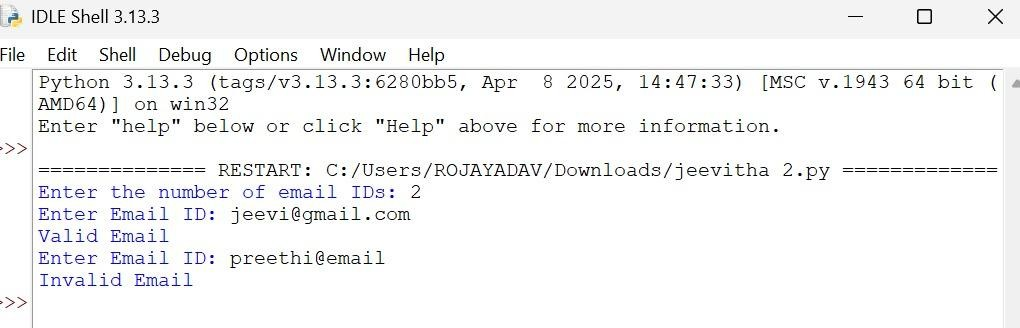 IDLE Shell 3.13.3
File Edit Shell Debug Options Window Help
Python 3.13.3 (tags/v3.13.3:6280bb5, Apr  8 2025, 14:47:33) [MSC v.1943 64 bit (
AMD64)] on win32
Enter "help" below or click "Help" above for more information.
>>>
============== RESTART: C:/Users/ROJAYADAV/Downloads/jeevitha 2.py =============
Enter the number of email IDs: 2
Enter Email ID: jeevi@gmail.com
Valid Email
Enter Email ID: preethi@email
Invalid Email
>>>